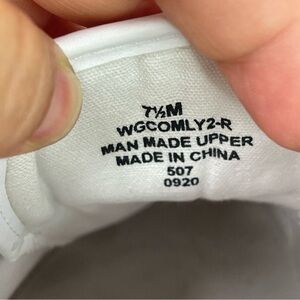 7½M
WGCOMLY2-R
MAN MADE UPPER
MADE IN CHINA
507
0920